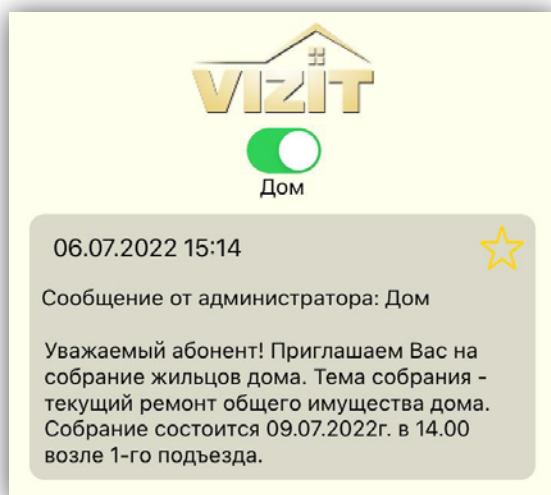 VIZIT
Дом
06.07.2022 15:14
Сообщение от администратора: Дом
Уважаемый абонент! Приглашаем Вас на
собрание жильцов дома. Тема собрания -
текущий ремонт общего имущества дома.
Собрание состоится 09.07.2022г. в 14.00
возле 1-го подъезда.